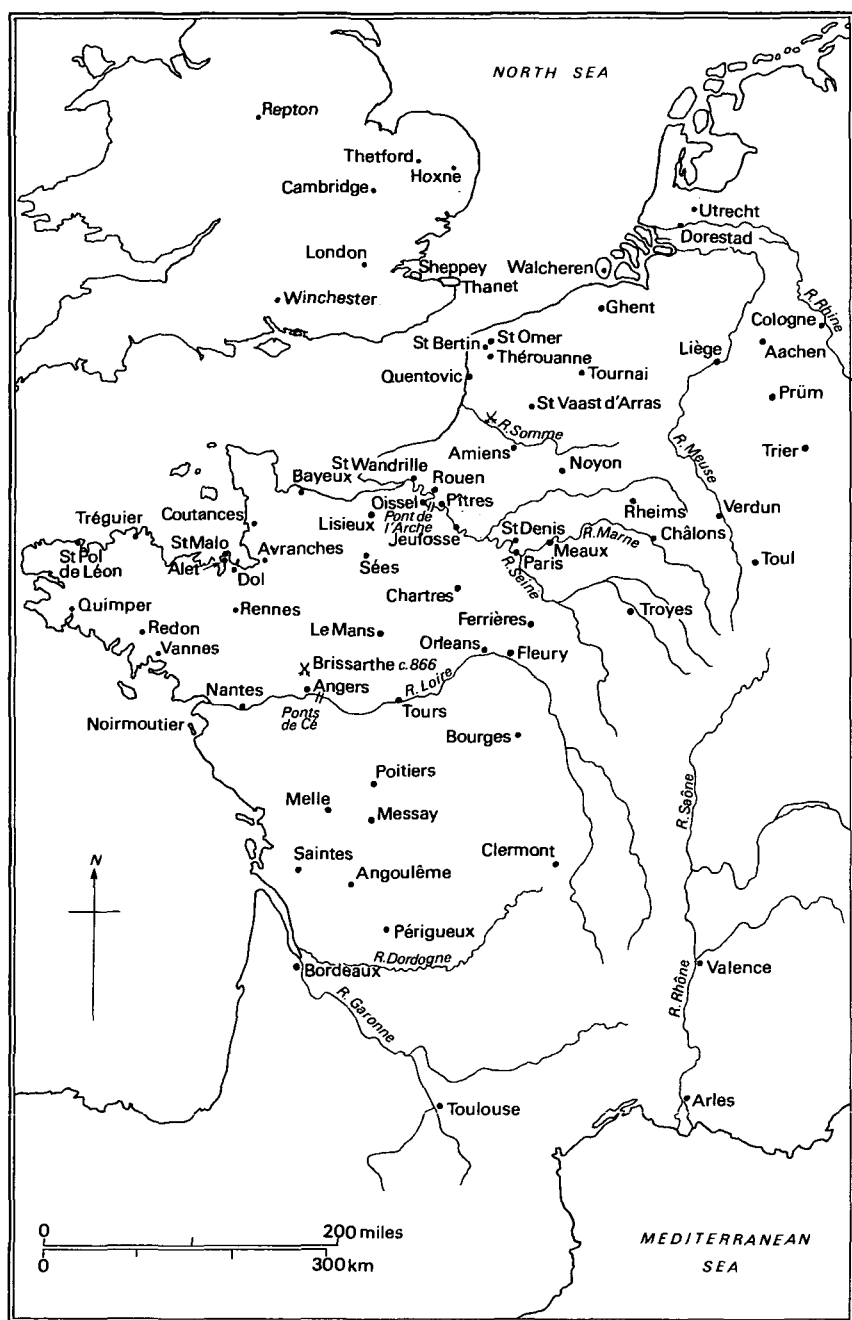 NORTH SEA
Repton
Thetford
Hoxne
Cambridge
Utrecht
Dorestad
London
Sheppey
Thanet
Walcheren
R. Rhine
Winchester
Ghent
Cologne
St Bertin
St Omer
Thérouanne
Liège
Aachen
Quentovic
Tournai
Prüm
St Vaast d'Arras
R. Somme
R. Meuse
Amiens
Trier
St Wandrille
Noyon
Bayeux
Rouen
Oissel
Pîtres
Rheims
Verdun
Coutances
Lisieux
Pont de
l'Arche
Tréguier
Jeufosse
St Denis
R. Marne
Châlons
St Malo
Avranches
Paris
Meaux
St Pol
de Léon
Alet
Dol
Sées
R. Seine
Toul
Chartres
Troyes
Quimper
Rennes
Ferrières
Redon
Le Mans
Orleans
Vannes
Fleury
Brissarthe c.866
Angers
R. Loire
Nantes
Ponts
de Cé
Tours
Noirmoutier
Bourges
Poitiers
R. Saône
Melle
Messay
Saintes
Clermont
N
Angoulême
Périgueux
R. Dordogne
Bordeaux
Valence
R. Rhône
R. Garonne
Toulouse
Arles
0 200 miles
0 300 km
MEDITERRANEAN
SEA